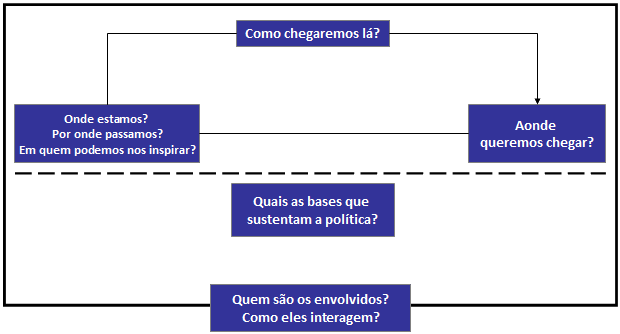 Como chegaremos lá?
Onde estamos?
Por onde passamos?
Em quem podemos nos inspirar?
Aonde
queremos chegar?
Quais as bases que
sustentam a política?
Quem são os envolvidos?
Como eles interagem?